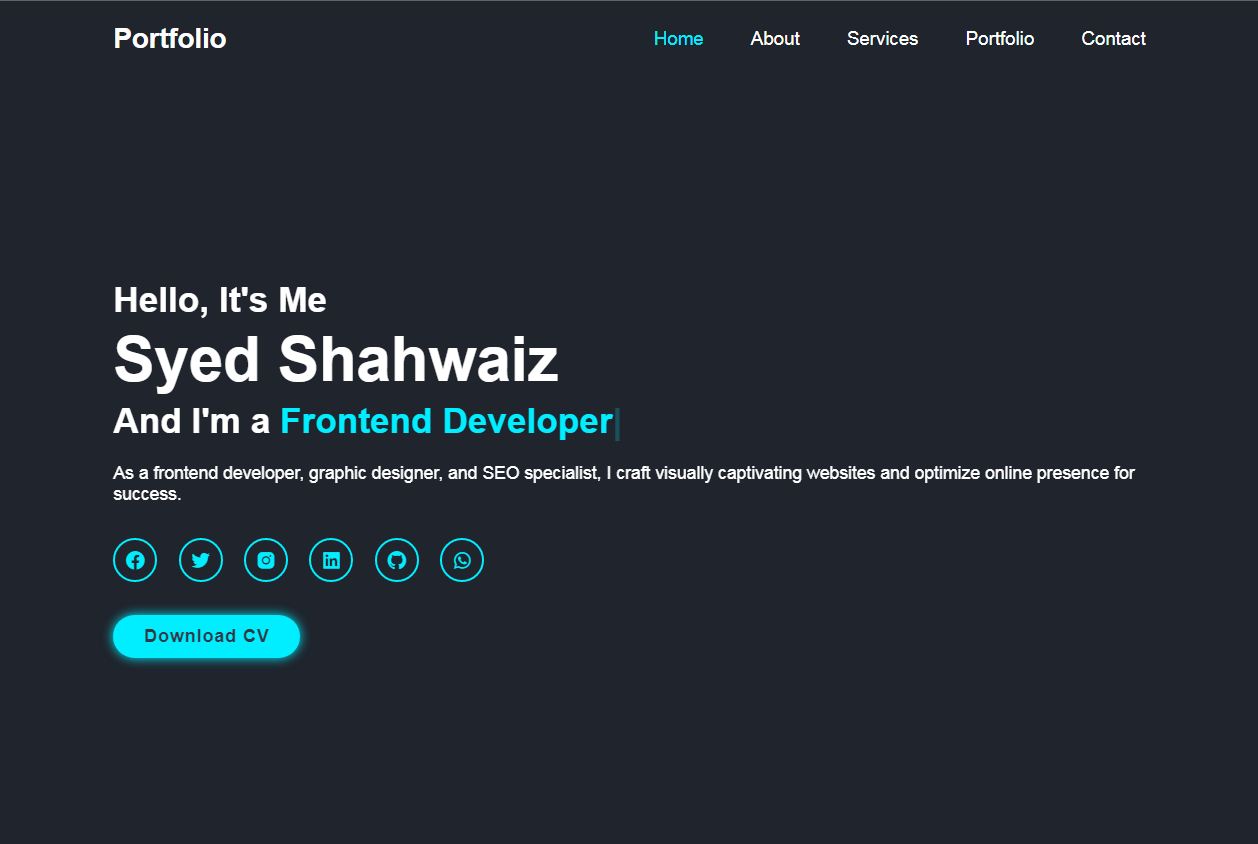 Portfolio
Home About Services Portfolio Contact
Hello, It's Me
Syed Shahwaiz
And I'm a Frontend Developer|
As a frontend developer, graphic designer, and SEO specialist, I craft visually captivating websites and optimize online presence for
success.
Download CV